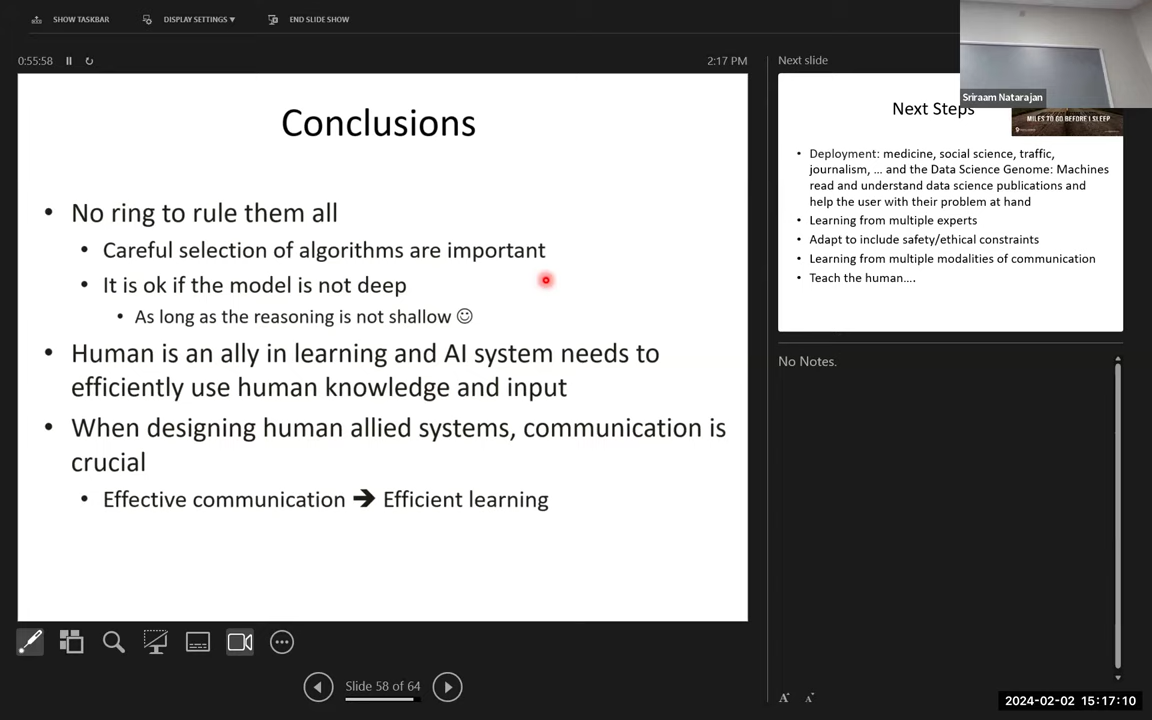 SHOW TASKBAR
DISPLAY SETTINGS ▼
END SLIDE SHOW
0:55:58
2:17 PM
Conclusions
• No ring to rule them all
• Careful selection of algorithms are important
• It is ok if the model is not deep
• As long as the reasoning is not shallow ☺
• Human is an ally in learning and AI system needs to
efficiently use human knowledge and input
• When designing human allied systems, communication is
crucial
• Effective communication ➔ Efficient learning
Slide 58 of 64
Next slide
Sriraam Natarajan
Next Steps
MILES TO GO BEFORE I SLEEP
• Deployment: medicine, social science, traffic,
journalism, … and the Data Science Genome: Machines
read and understand data science publications and
help the user with their problem at hand
• Learning from multiple experts
• Adapt to include safety/ethical constraints
• Learning from multiple modalities of communication
• Teach the human….
No Notes.
A A
2024-02-02 15:17:10